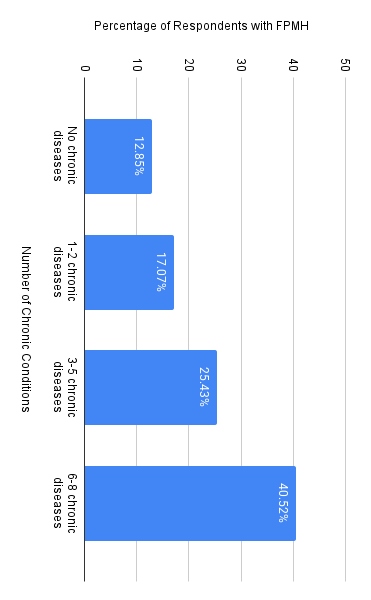 Percentage of Respondents with FPMH
50
40
30
20
10
0
12.85%
17.07%
25.43%
40.52%
No chronic
diseases
1-2 chronic
diseases
3-5 chronic
diseases
6-8 chronic
diseases
Number of Chronic Conditions